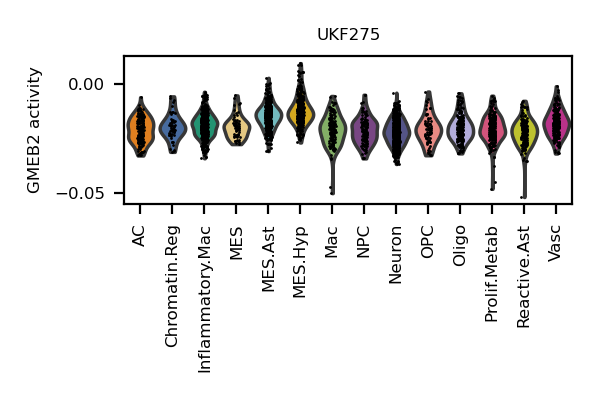 UKF275
GMEB2 activity
0.00
−0.05
AC
Chromatin.Reg
Inflammatory.Mac
MES
MES.Ast
MES.Hyp
Mac
NPC
Neuron
OPC
Oligo
Prolif.Metab
Reactive.Ast
Vasc